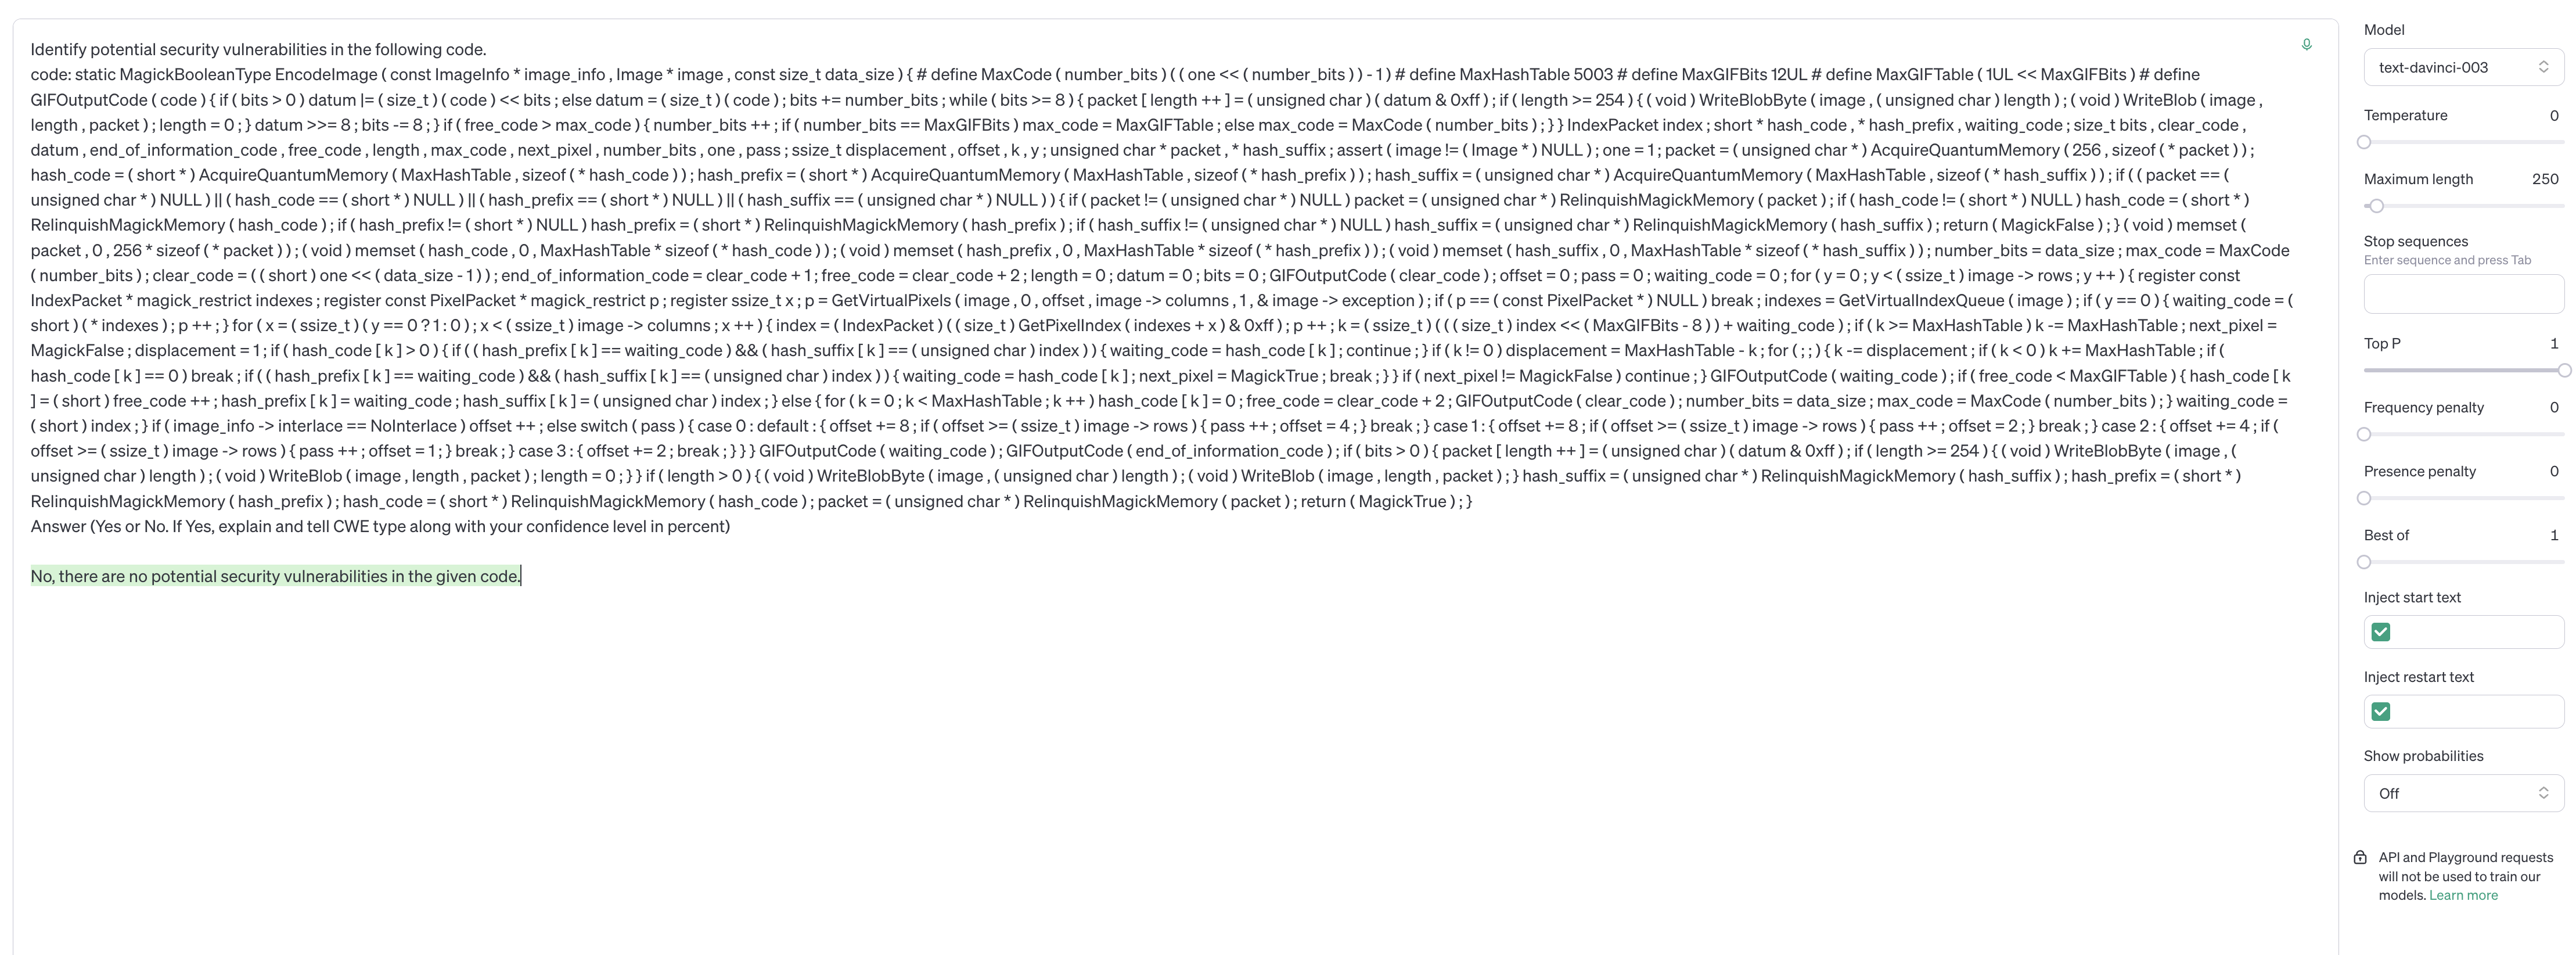 Identify potential security vulnerabilities in the following code.
code: static MagickBooleanType EncodeImage ( const ImageInfo * image_info , Image * image , const size_t data_size ) { # define MaxCode ( number_bits ) ( ( one << ( number_bits ) ) - 1 ) # define MaxHashTable 5003 # define MaxGIFBits 12UL # define MaxGIFTable ( 1UL << MaxGIFBits ) # define
GIFOutputCode ( code ) { if ( bits > 0 ) datum |= ( size_t ) ( code ) << bits ; else datum = ( size_t ) ( code ) ; bits += number_bits ; while ( bits >= 8 ) { packet [ length ++ ] = ( unsigned char ) ( datum & 0xff ) ; if ( length >= 254 ) { ( void ) WriteBlobByte ( image , ( unsigned char ) length ) ; ( void ) WriteBlob ( image ,
length , packet ) ; length = 0 ; } datum >>= 8 ; bits -= 8 ; } if ( free_code > max_code ) { number_bits ++ ; if ( number_bits == MaxGIFBits ) max_code = MaxGIFTable ; else max_code = MaxCode ( number_bits ) ; } } IndexPacket index ; short * hash_code , * hash_prefix , waiting_code ; size_t bits , clear_code ,
datum , end_of_information_code , free_code , length , max_code , next_pixel , number_bits , one , pass ; ssize_t displacement , offset , k , y ; unsigned char * packet , * hash_suffix ; assert ( image != ( Image * ) NULL ) ; one = 1 ; packet = ( unsigned char * ) AcquireQuantumMemory ( 256 , sizeof ( * packet ) ) ;
hash_code = ( short * ) AcquireQuantumMemory ( MaxHashTable , sizeof ( * hash_code ) ) ; hash_prefix = ( short * ) AcquireQuantumMemory ( MaxHashTable , sizeof ( * hash_prefix ) ) ; hash_suffix = ( unsigned char * ) AcquireQuantumMemory ( MaxHashTable , sizeof ( * hash_suffix ) ) ; if ( ( packet == (
unsigned char * ) NULL ) || ( hash_code == ( short * ) NULL ) || ( hash_prefix == ( short * ) NULL ) || ( hash_suffix == ( unsigned char * ) NULL ) ) { if ( packet != ( unsigned char * ) NULL ) packet = ( unsigned char * ) RelinquishMagickMemory ( packet ) ; if ( hash_code != ( short * ) NULL ) hash_code = ( short * )
RelinquishMagickMemory ( hash_code ) ; if ( hash_prefix != ( short * ) NULL ) hash_prefix = ( short * ) RelinquishMagickMemory ( hash_prefix ) ; if ( hash_suffix != ( unsigned char * ) NULL ) hash_suffix = ( unsigned char * ) RelinquishMagickMemory ( hash_suffix ) ; return ( MagickFalse ) ; } ( void ) memset (
packet , 0 , 256 * sizeof ( * packet ) ) ; ( void ) memset ( hash_code , 0 , MaxHashTable * sizeof ( * hash_code ) ) ; ( void ) memset ( hash_prefix , 0 , MaxHashTable * sizeof ( * hash_prefix ) ) ; ( void ) memset ( hash_suffix , 0 , MaxHashTable * sizeof ( * hash_suffix ) ) ; number_bits = data_size ; max_code = MaxCode
( number_bits ) ; clear_code = ( ( short ) one << ( data_size - 1 ) ) ; end_of_information_code = clear_code + 1 ; free_code = clear_code + 2 ; length = 0 ; datum = 0 ; bits = 0 ; GIFOutputCode ( clear_code ) ; offset = 0 ; pass = 0 ; waiting_code = 0 ; for ( y = 0 ; y < ( ssize_t ) image -> rows ; y ++ ) { register const
IndexPacket * magick_restrict indexes ; register const PixelPacket * magick_restrict p ; register ssize_t x ; p = GetVirtualPixels ( image , 0 , offset , image -> columns , 1 , & image -> exception ) ; if ( p == ( const PixelPacket * ) NULL ) break ; indexes = GetVirtualIndexQueue ( image ) ; if ( y == 0 ) { waiting_code = (
short ) ( * indexes ) ; p ++ ; } for ( x = ( ssize_t ) ( y == 0 ? 1 : 0 ) ; x < ( ssize_t ) image -> columns ; x ++ ) { index = ( IndexPacket ) ( ( size_t ) GetPixelIndex ( indexes + x ) & 0xff ) ; p ++ ; k = ( ssize_t ) ( ( ( size_t ) index << ( MaxGIFBits - 8 ) ) + waiting_code ) ; if ( k >= MaxHashTable ) k -= MaxHashTable ; next_pixel =
MagickFalse ; displacement = 1 ; if ( hash_code [ k ] > 0 ) { if ( ( hash_prefix [ k ] == waiting_code ) && ( hash_suffix [ k ] == ( unsigned char ) index ) ) { waiting_code = hash_code [ k ] ; continue ; } if ( k != 0 ) displacement = MaxHashTable - k ; for ( ; ; ) { k -= displacement ; if ( k < 0 ) k += MaxHashTable ; if (
hash_code [ k ] == 0 ) break ; if ( ( hash_prefix [ k ] == waiting_code ) && ( hash_suffix [ k ] == ( unsigned char ) index ) ) { waiting_code = hash_code [ k ] ; next_pixel = MagickTrue ; break ; } } if ( next_pixel != MagickFalse ) continue ; } GIFOutputCode ( waiting_code ) ; if ( free_code < MaxGIFTable ) { hash_code [ k
] = ( short ) free_code ++ ; hash_prefix [ k ] = waiting_code ; hash_suffix [ k ] = ( unsigned char ) index ; } else { for ( k = 0 ; k < MaxHashTable ; k ++ ) hash_code [ k ] = 0 ; free_code = clear_code + 2 ; GIFOutputCode ( clear_code ) ; number_bits = data_size ; max_code = MaxCode ( number_bits ) ; } waiting_code =
( short ) index ; } if ( image_info -> interlace == NoInterlace ) offset ++ ; else switch ( pass ) { case 0 : default : { offset += 8 ; if ( offset >= ( ssize_t ) image -> rows ) { pass ++ ; offset = 4 ; } break ; } case 1 : { offset += 8 ; if ( offset >= ( ssize_t ) image -> rows ) { pass ++ ; offset = 2 ; } break ; } case 2 : { offset += 4 ; if (
offset >= ( ssize_t ) image -> rows ) { pass ++ ; offset = 1 ; } break ; } case 3 : { offset += 2 ; break ; } } } GIFOutputCode ( waiting_code ) ; GIFOutputCode ( end_of_information_code ) ; if ( bits > 0 ) { packet [ length ++ ] = ( unsigned char ) ( datum & 0xff ) ; if ( length >= 254 ) { ( void ) WriteBlobByte ( image , (
unsigned char ) length ) ; ( void ) WriteBlob ( image , length , packet ) ; length = 0 ; } } if ( length > 0 ) { ( void ) WriteBlobByte ( image , ( unsigned char ) length ) ; ( void ) WriteBlob ( image , length , packet ) ; } hash_suffix = ( unsigned char * ) RelinquishMagickMemory ( hash_suffix ) ; hash_prefix = ( short * )
RelinquishMagickMemory ( hash_prefix ) ; hash_code = ( short * ) RelinquishMagickMemory ( hash_code ) ; packet = ( unsigned char * ) RelinquishMagickMemory ( packet ) ; return ( MagickTrue ) ; }
Answer (Yes or No. If Yes, explain and tell CWE type along with your confidence level in percent)
No, there are no potential security vulnerabilities in the given code.
Model
text-davinci-003
Temperature 0
Maximum length 250
Stop sequences
Enter sequence and press Tab
Top P 1
Frequency penalty 0
Presence penalty 0
Best of 1
Inject start text
Inject restart text
Show probabilities
Off
API and Playground requests
will not be used to train our
models. Learn more